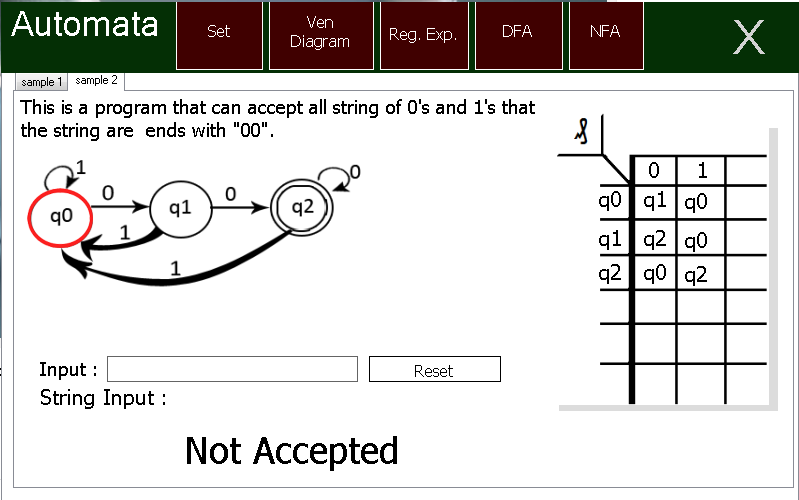 Automata
Set
Ven
Diagram
Reg. Exp.
DFA
NFA
X
sample 1
sample 2
This is a program that can accept all string of 0's and 1's that
the string are ends with "00".
1
0
0
0
q0
q1
q2
1
1
0 1
q0 q1 q0
q1 q2 q0
q2 q0 q2
Input :
Reset
String Input :
Not Accepted